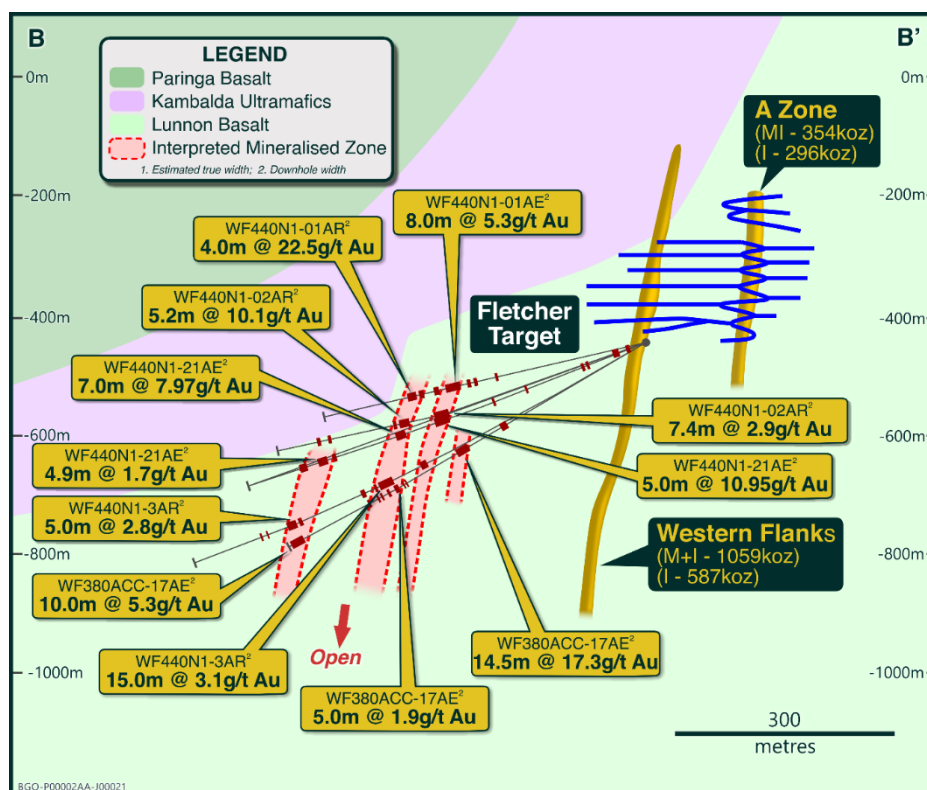 B
B'
LEGEND
Paringa Basalt
Kambalda Ultramafics
Lunnon Basalt
Interpreted Mineralised Zone
1. Estimated true width; 2. Downhole width
0m
0m
A Zone
(MI - 354koz)
(I - 296koz)
-200m
-200m
WF440N1-01AR²
4.0m @ 22.5g/t Au
WF440N1-01AE²
8.0m @ 5.3g/t Au
WF440N1-02AR²
5.2m @ 10.1g/t Au
Fletcher
Target
-400m
-400m
WF440N1-21AE²
7.0m @ 7.97g/t Au
WF440N1-02AR²
7.4m @ 2.9g/t Au
-600m
-600m
WF440N1-21AE²
4.9m @ 1.7g/t Au
WF440N1-21AE²
5.0m @ 10.95g/t Au
WF440N1-3AR²
5.0m @ 2.8g/t Au
Western Flanks
(M+I - 1059koz)
(I - 587koz)
-800m
-800m
WF380ACC-17AE²
10.0m @ 5.3g/t Au
WF440N1-3AR²
15.0m @ 3.1g/t Au
Open
WF380ACC-17AE²
14.5m @ 17.3g/t Au
-1000m
-1000m
WF380ACC-17AE²
5.0m @ 1.9g/t Au
300
metres
BGO-P00002AA-J00021